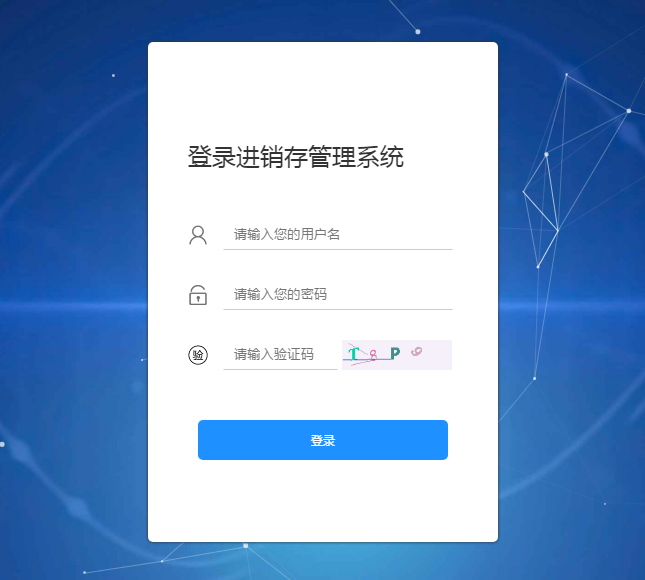 登录进销存管理系统
请输入您的用户名
请输入您的密码
验 请输入验证码
登录